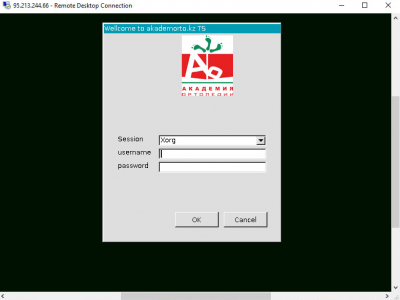 95.213.244.66 - Remote Desktop Connection
Wellcome to akademorto.kz TS
АКАДЕМИЯ
ОРТОПЕДИИ
Session
Xorg
username
password
OK
Cancel